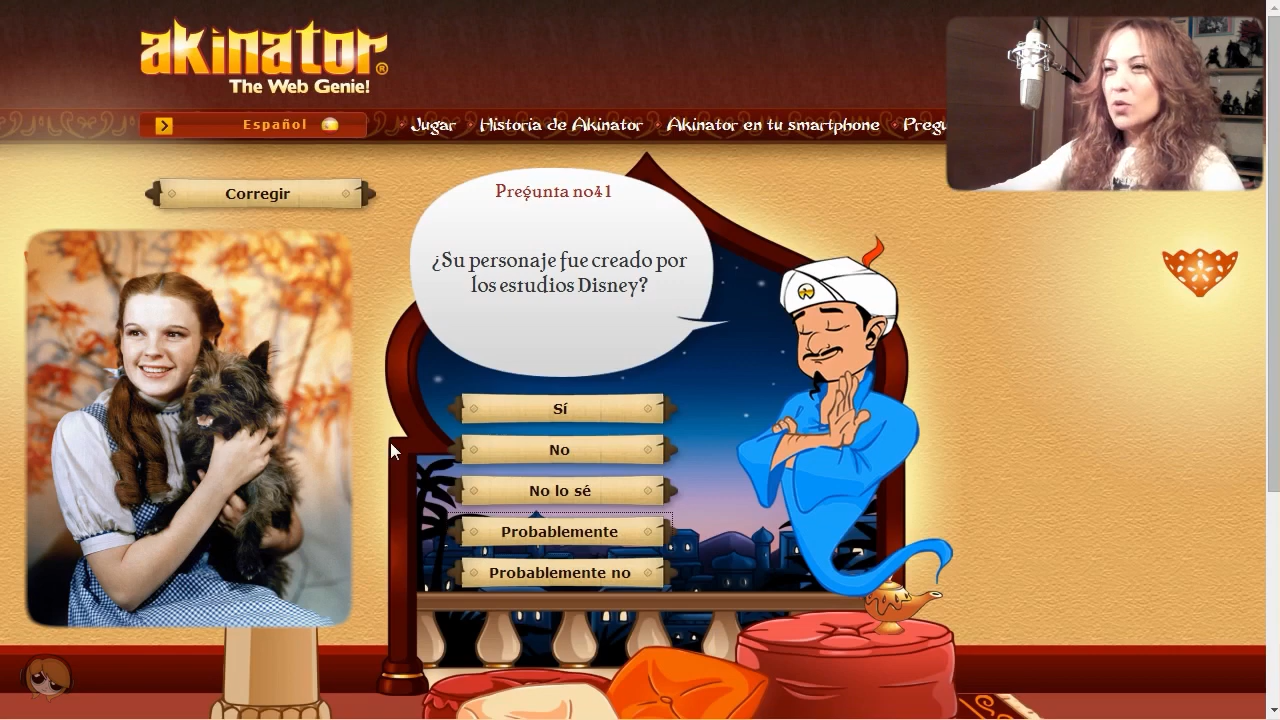 akinator®
The Web Genie!
Español
Jugar
Historia de Akinator
Akinator en tu smartphone
Pregu
Corregir
Pregunta no41
¿Su personaje fue creado por
los estudios Disney?
Sí
No
No lo sé
Probablemente
Probablemente no